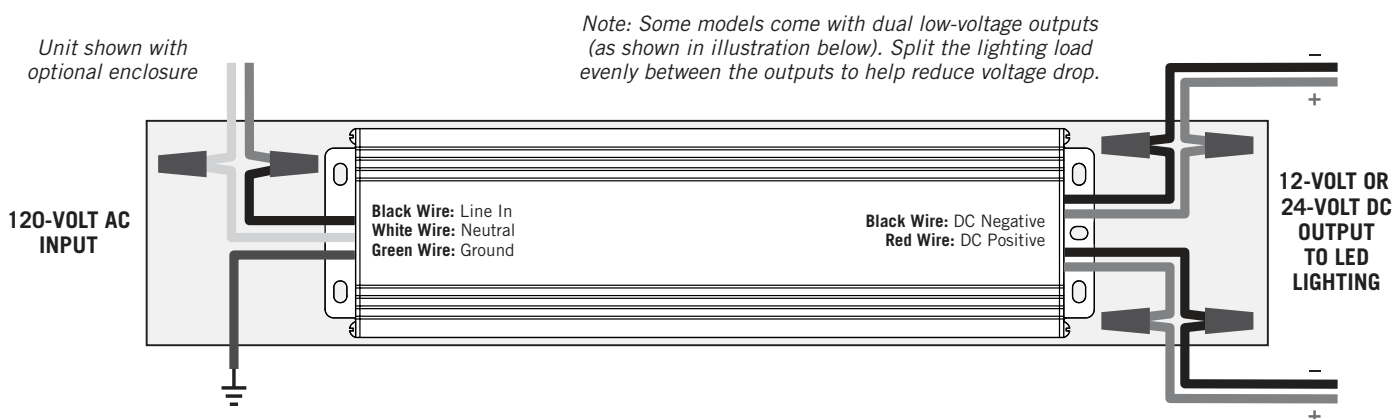 Unit shown with
optional enclosure
Note: Some models come with dual low-voltage outputs
(as shown in illustration below). Split the lighting load
evenly between the outputs to help reduce voltage drop.
120-VOLT AC
INPUT
Black Wire: Line In
White Wire: Neutral
Green Wire: Ground
Black Wire: DC Negative
Red Wire: DC Positive
–
+
12-VOLT OR
24-VOLT DC
OUTPUT
TO LED
LIGHTING
–
+